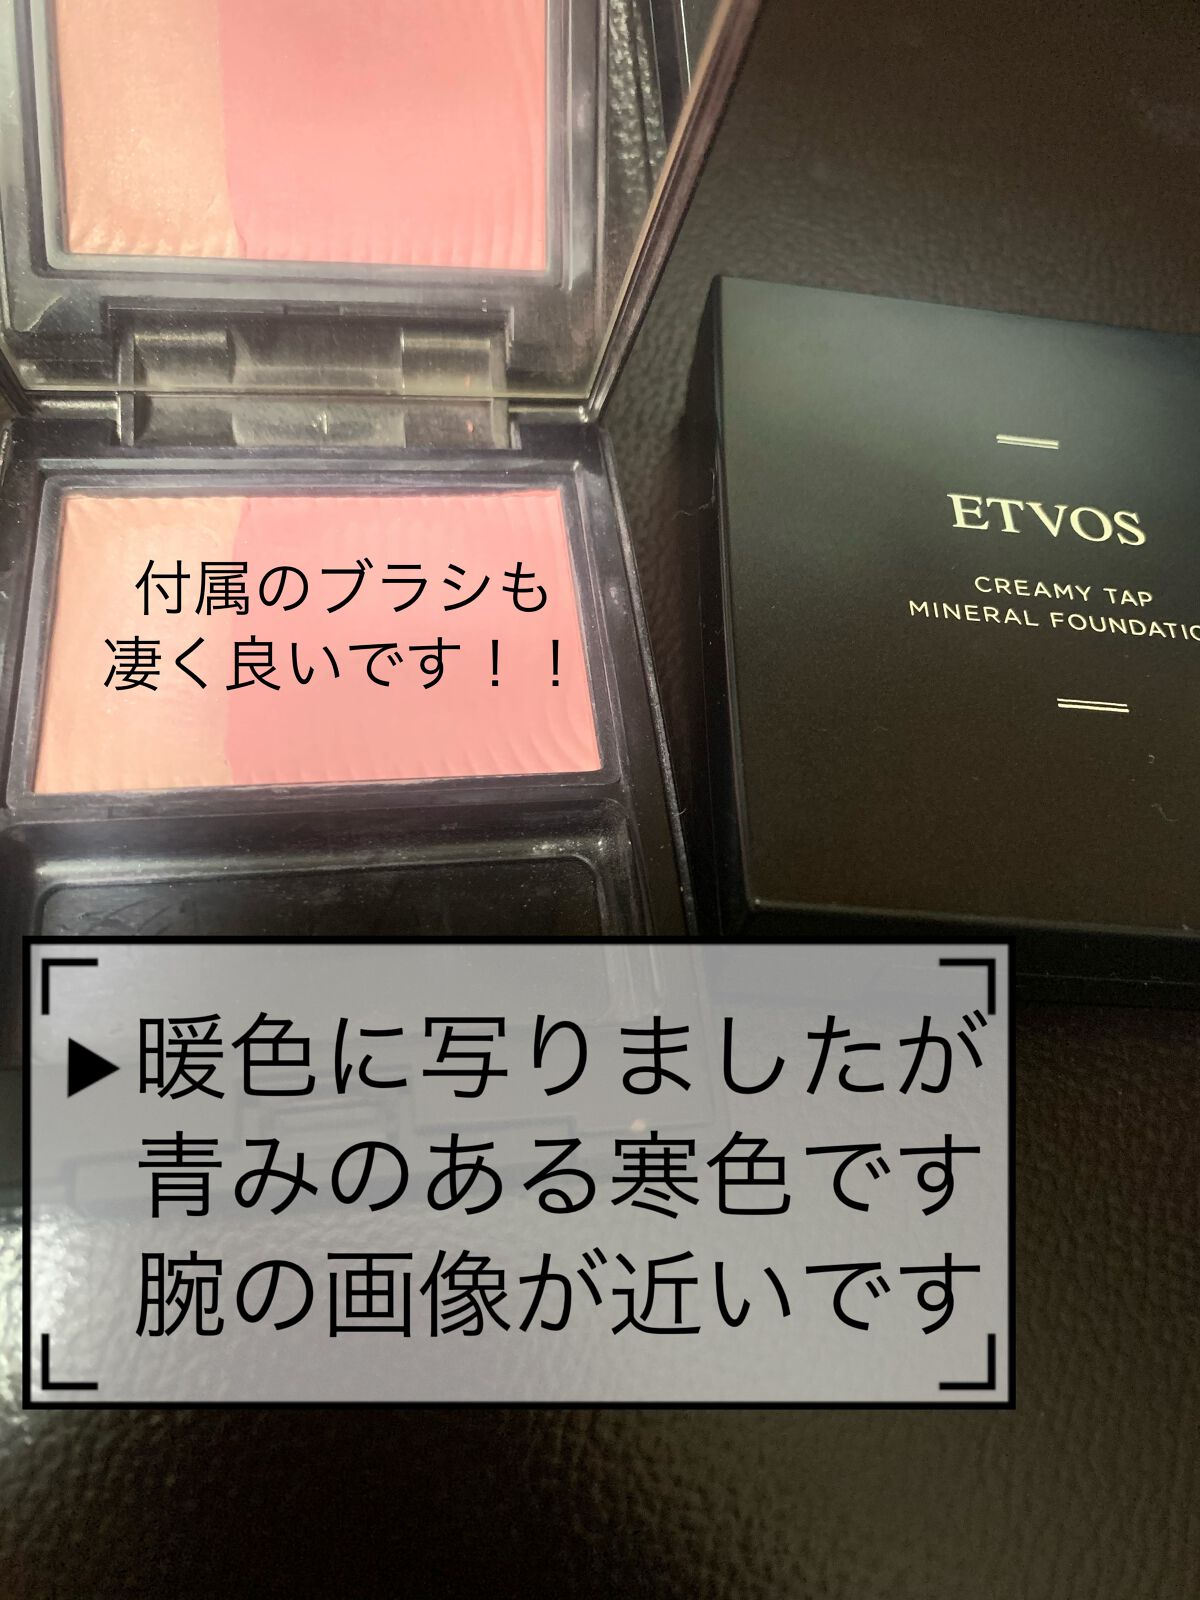 付属のブラシも
凄く良いです！！
ETVOS
CREAMY TAP
MINERAL FOUNDATIO
▶暖色に写りましたが
青みのある寒色です
腕の画像が近いです